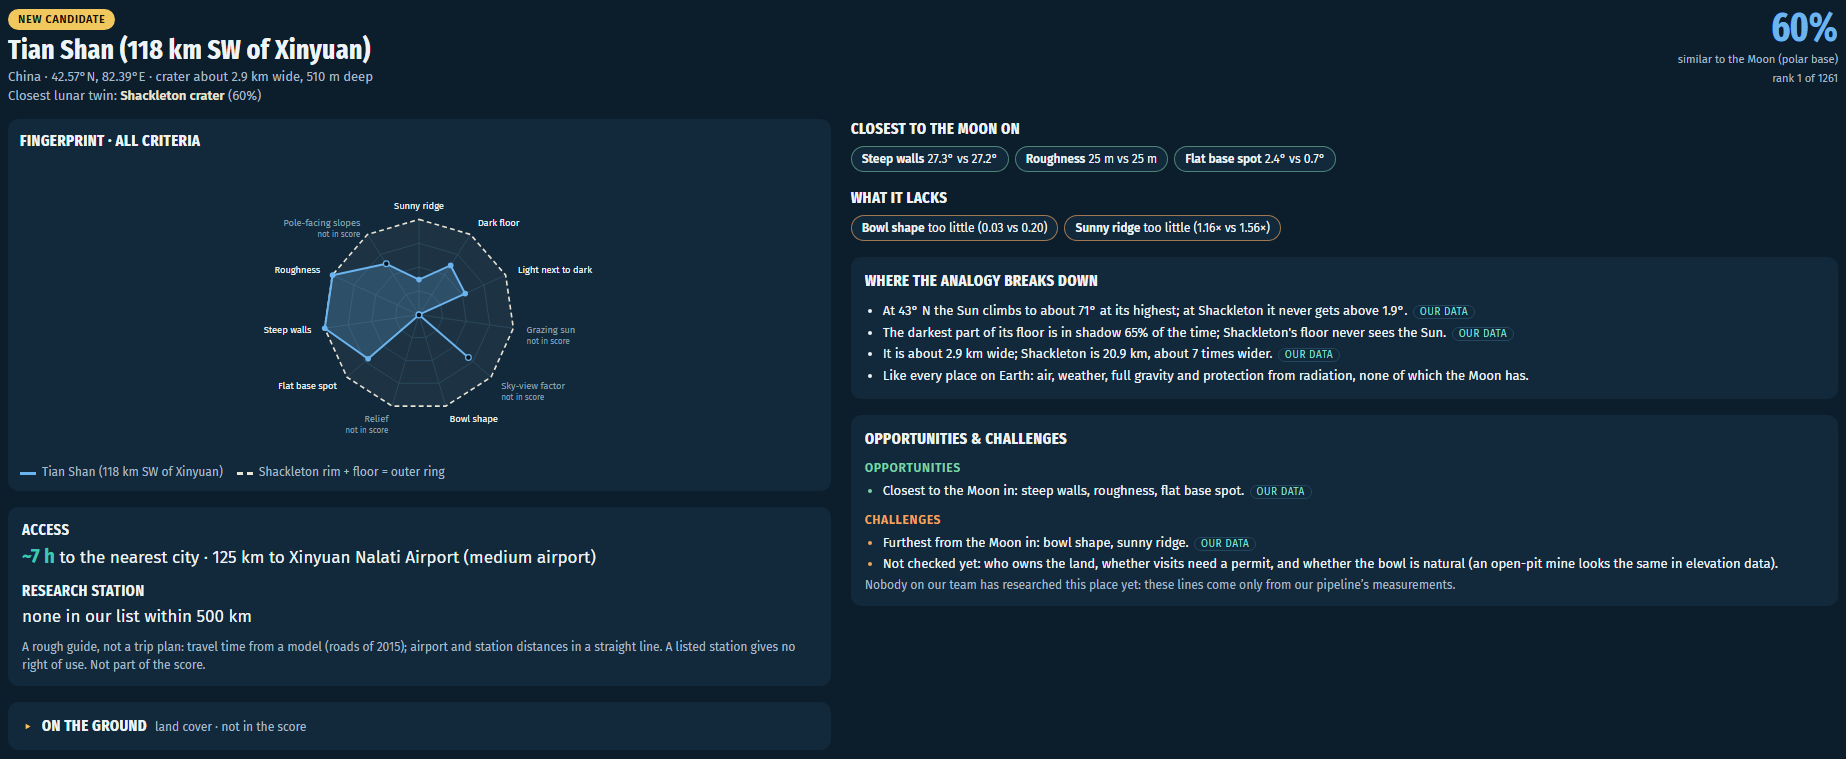 NEW CANDIDATE
Tian Shan (118 km SW of Xinyuan)
China · 42.57°N, 82.39°E · crater about 2.9 km wide, 510 m deep
Closest lunar twin: Shackleton crater (60%)
60%
similar to the Moon (polar base)
rank 1 of 1261
FINGERPRINT · ALL CRITERIA
Sunny ridge
Dark floor
Light next to dark
Grazing sun
not in score
Sky-view factor
not in score
Bowl shape
Relief
not in score
Flat base spot
Steep walls
Roughness
Pole-facing slopes
not in score
Tian Shan (118 km SW of Xinyuan)
Shackleton rim + floor = outer ring
ACCESS
~7 h to the nearest city · 125 km to Xinyuan Nalati Airport (medium airport)
RESEARCH STATION
none in our list within 500 km
A rough guide, not a trip plan: travel time from a model (roads of 2015); airport and station distances in a straight line. A listed station gives no
right of use. Not part of the score.
ON THE GROUND land cover · not in the score
CLOSEST TO THE MOON ON
Steep walls 27.3° vs 27.2°
Roughness 25 m vs 25 m
Flat base spot 2.4° vs 0.7°
WHAT IT LACKS
Bowl shape too little (0.03 vs 0.20)
Sunny ridge too little (1.16× vs 1.56×)
WHERE THE ANALOGY BREAKS DOWN
• At 43° N the Sun climbs to about 71° at its highest; at Shackleton it never gets above 1.9°. OUR DATA
• The darkest part of its floor is in shadow 65% of the time; Shackleton's floor never sees the Sun. OUR DATA
• It is about 2.9 km wide; Shackleton is 20.9 km, about 7 times wider. OUR DATA
• Like every place on Earth: air, weather, full gravity and protection from radiation, none of which the Moon has.
OPPORTUNITIES & CHALLENGES
OPPORTUNITIES
• Closest to the Moon in: steep walls, roughness, flat base spot. OUR DATA
CHALLENGES
• Furthest from the Moon in: bowl shape, sunny ridge. OUR DATA
• Not checked yet: who owns the land, whether visits need a permit, and whether the bowl is natural (an open-pit mine looks the same in elevation data).
Nobody on our team has researched this place yet: these lines come only from our pipeline's measurements.